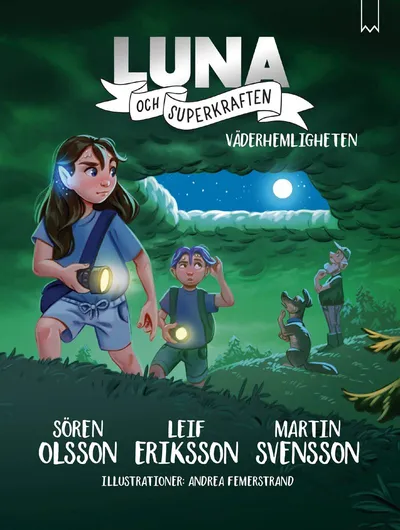 LUNA
OCH SUPERKRAFTEN
VÄDERHEMLIGHETEN
SÖREN OLSSON
LEIF ERIKSSON
MARTIN SVENSSON
ILLUSTRATIONER: ANDREA FEMERSTRAND